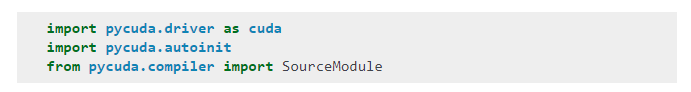 import pycuda.driver as cuda
import pycuda.autoinit
from pycuda.compiler import SourceModule